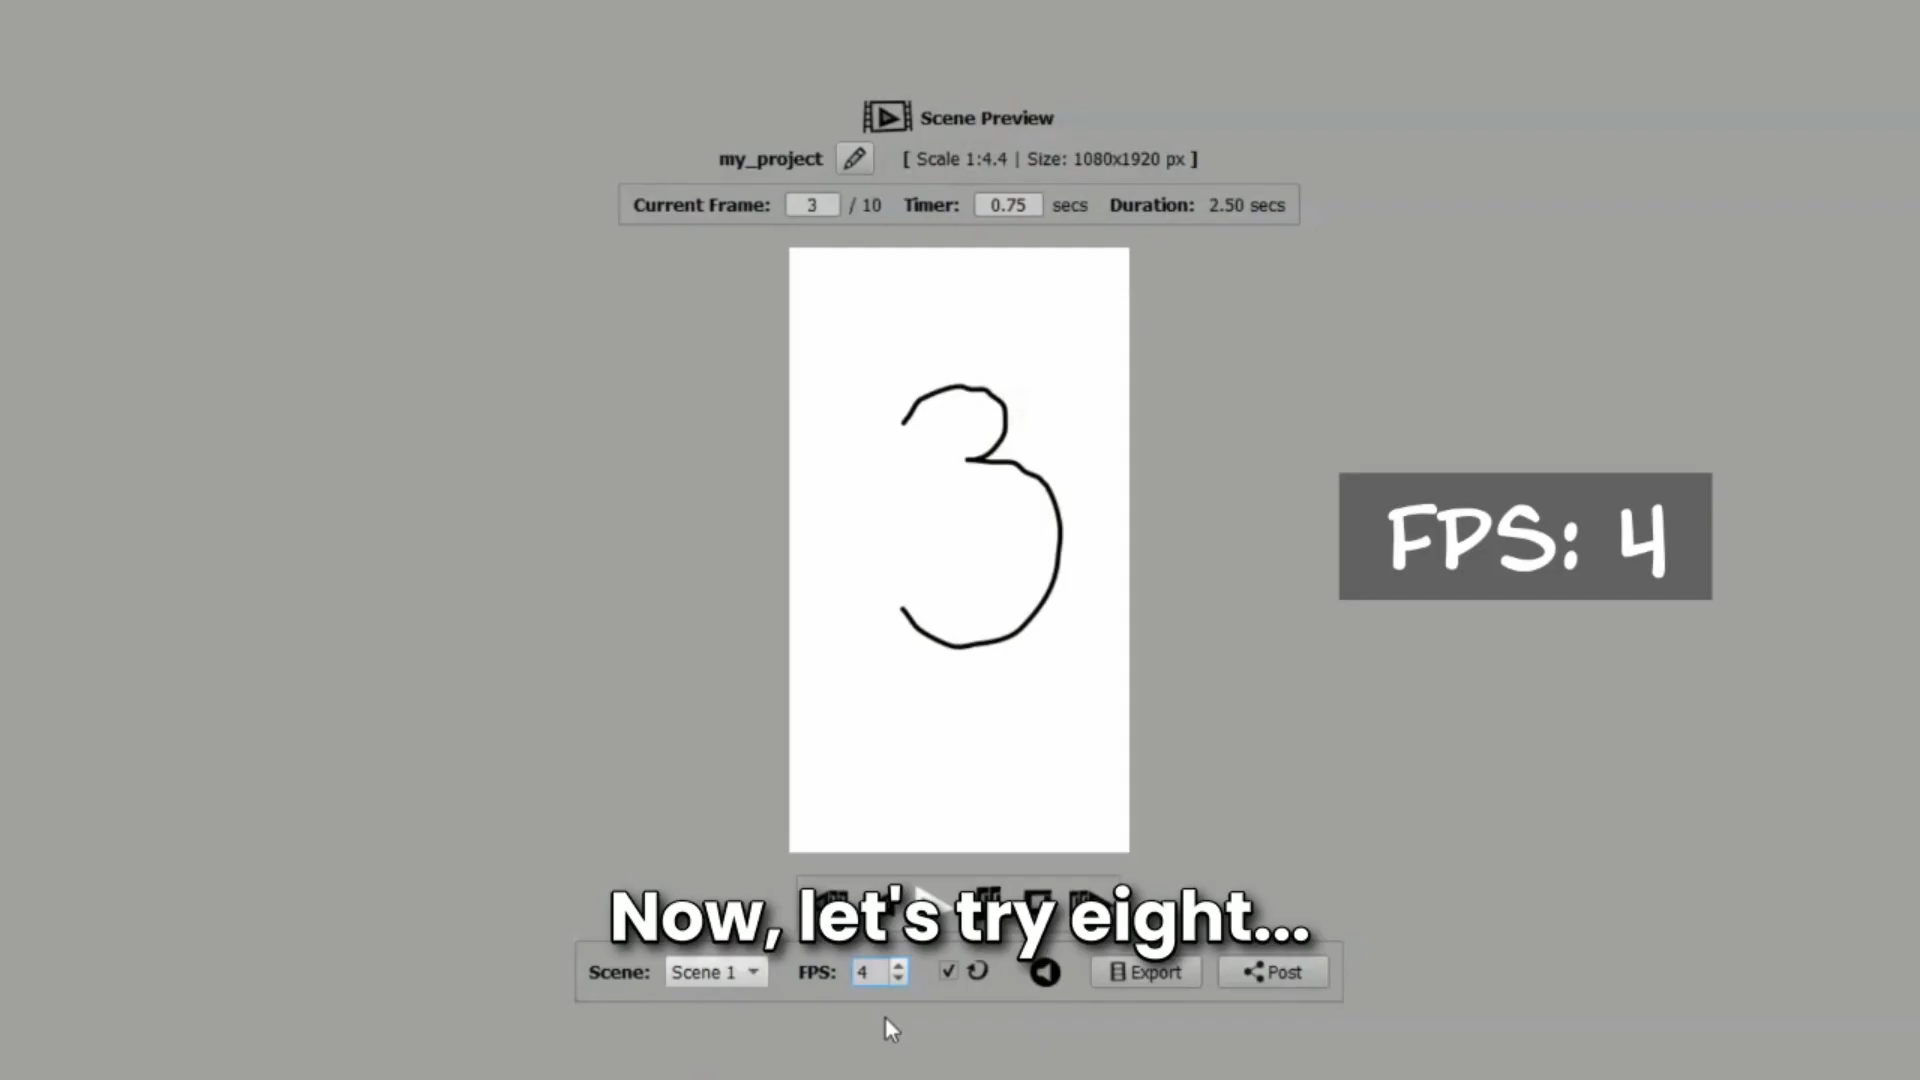 Scene Preview
my_project [ Scale 1:4.4 | Size: 1080x1920 px ]
Current Frame: 3 / 10 Timer: 0.75 secs Duration: 2.50 secs
3
FPS: 4
Now, let's try eight...
Scene: Scene 1 FPS: 4 Export Post